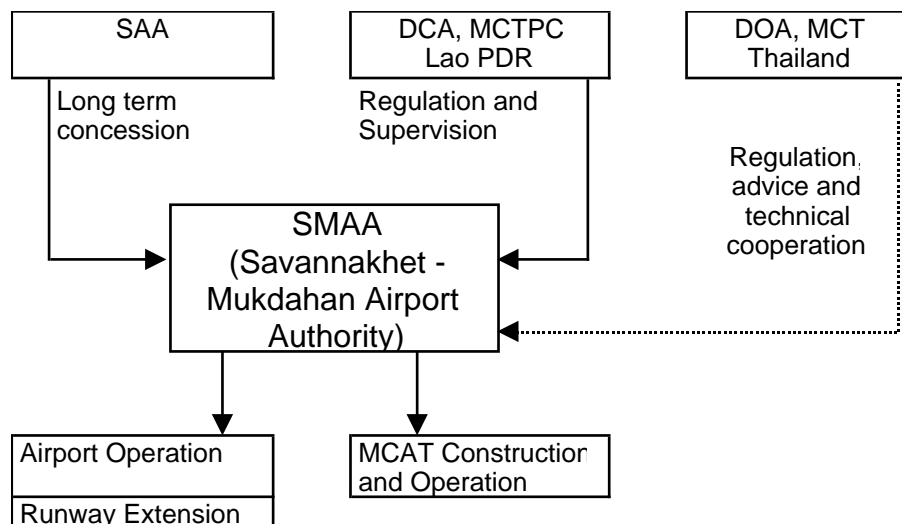 SAA
DCA, MCTPC
Lao PDR
DOA, MCT
Thailand
Long term
concession
Regulation and
Supervision
Regulation,
advice and
technical
cooperation
SMAA
(Savannakhet -
Mukdahan Airport
Authority)
Airport Operation
Runway Extension
MCAT Construction
and Operation